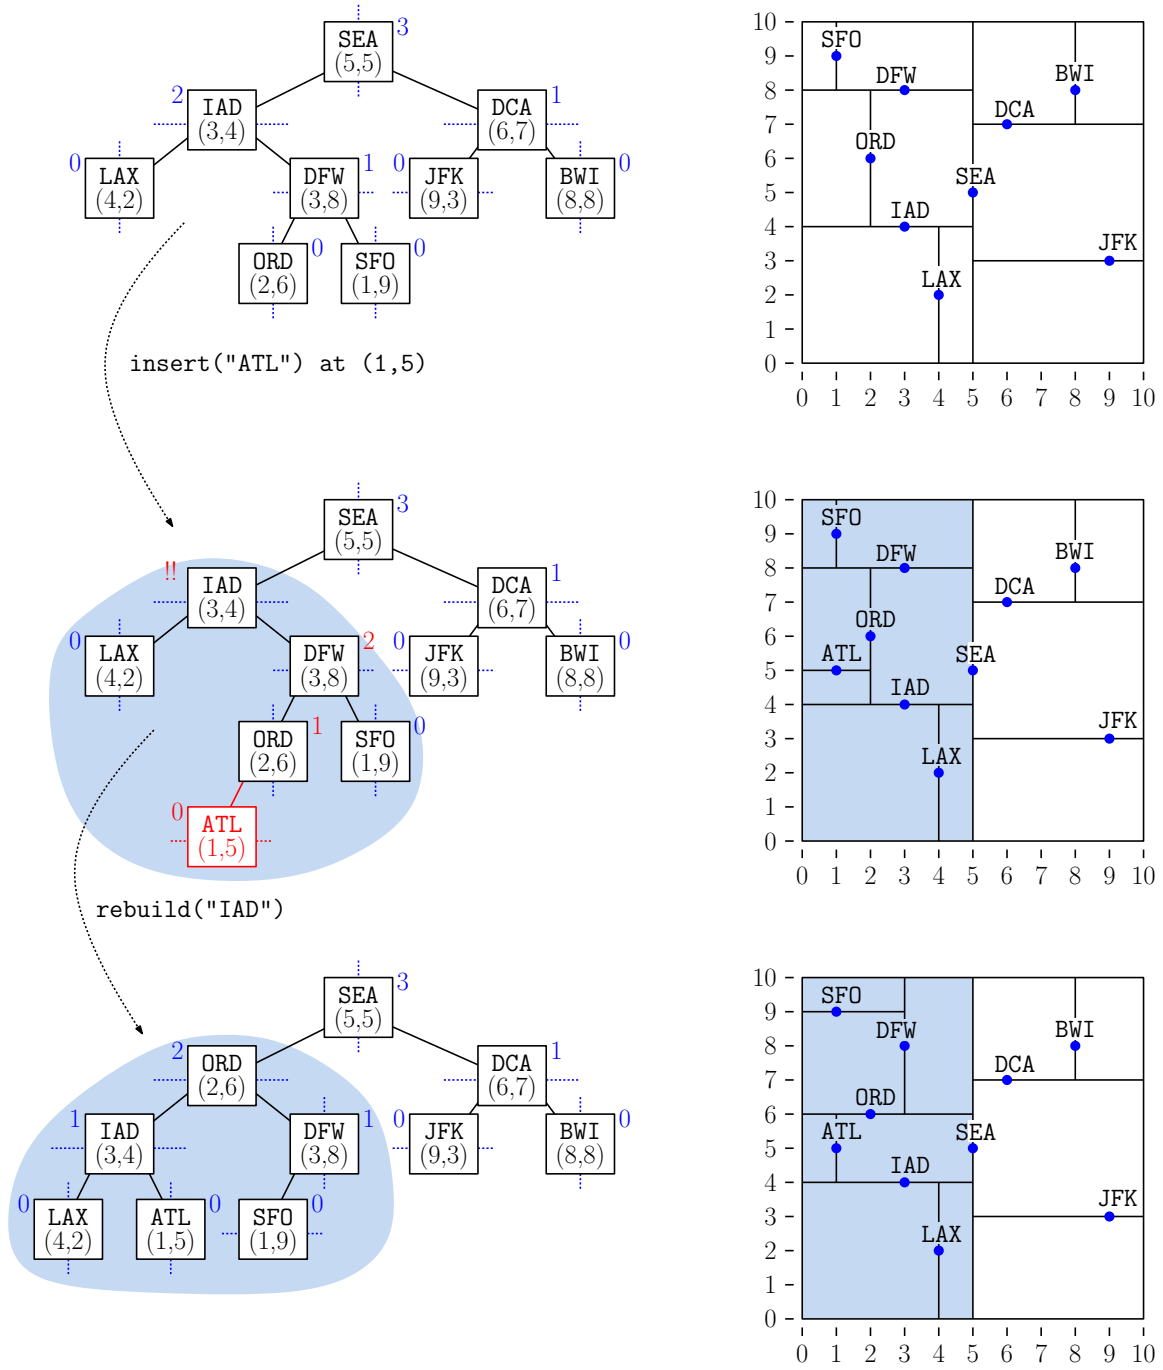 SEA
(5,5)
3
2
IAD
(3,4)
DCA
(6,7)
1
0
LAX
(4,2)
DFW
(3,8)
1
0
JFK
(9,3)
BWI
(8,8)
0
ORD
(2,6)
0
SFO
(1,9)
0
insert("ATL") at (1,5)
10
9
8
7
6
5
4
3
2
1
0
SFO
DFW
BWI
DCA
ORD
SEA
IAD
JFK
LAX
0 1 2 3 4 5 6 7 8 9 10
SEA
(5,5)
3
!!
IAD
(3,4)
DCA
(6,7)
1
0
LAX
(4,2)
DFW
(3,8)
2
0
JFK
(9,3)
BWI
(8,8)
0
ORD
(2,6)
1
SFO
(1,9)
0
0
ATL
(1,5)
rebuild("IAD")
10
9
8
7
6
5
4
3
2
1
0
SFO
DFW
BWI
DCA
ORD
ATL
SEA
IAD
JFK
LAX
0 1 2 3 4 5 6 7 8 9 10
SEA
(5,5)
3
2
ORD
(2,6)
DCA
(6,7)
1
1
IAD
(3,4)
DFW
(3,8)
1
0
JFK
(9,3)
BWI
(8,8)
0
0
LAX
(4,2)
ATL
(1,5)
0
SFO
(1,9)
0
10
9
8
7
6
5
4
3
2
1
0
SFO
DFW
BWI
DCA
ORD
ATL
SEA
IAD
JFK
LAX
0 1 2 3 4 5 6 7 8 9 10